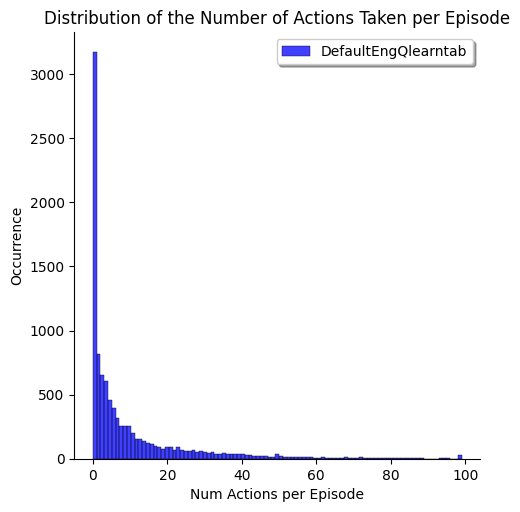 Distribution of the Number of Actions Taken per Episode
DefaultEngQlearntab
3000
2500
2000
1500
1000
500
0
Occurrence
0 20 40 60 80 100
Num Actions per Episode